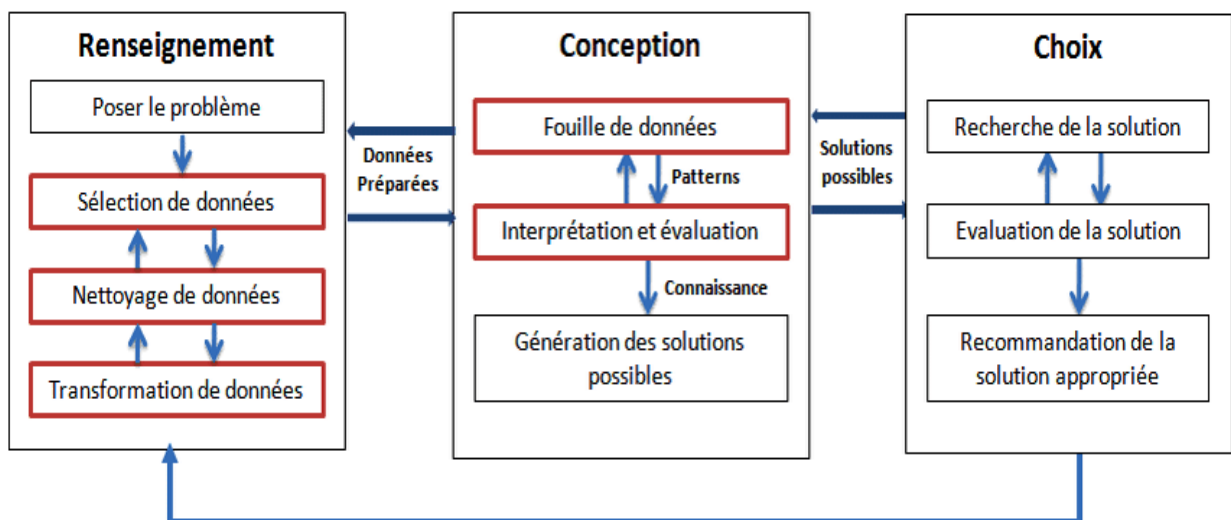 Renseignement
Poser le problème
Sélection de données
Nettoyage de données
Transformation de données
Données
Préparées
Conception
Fouille de données
Patterns
Interprétation et évaluation
Connaissance
Génération des solutions
possibles
Solutions
possibles
Choix
Recherche de la solution
Evaluation de la solution
Recommandation de la
solution appropriée